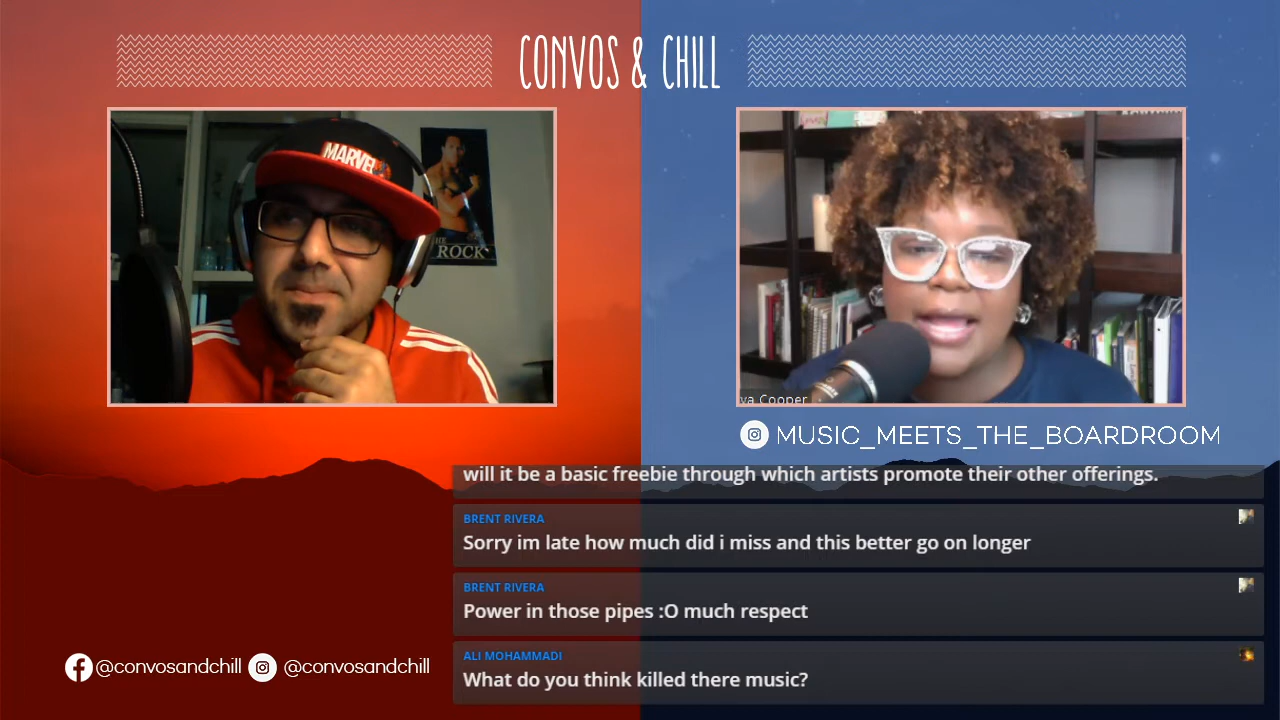 CONVOS & CHILL
MARVEL
THE
ROCK
va Cooper
MUSIC_MEETS_THE_BOARDROOM
will it be a basic freebie through which artists promote their other offerings.
BRENT RIVERA
Sorry im late how much did i miss and this better go on longer
BRENT RIVERA
Power in those pipes :O much respect
ALI MOHAMMADI
What do you think killed there music?
@convosandchill @convosandchill